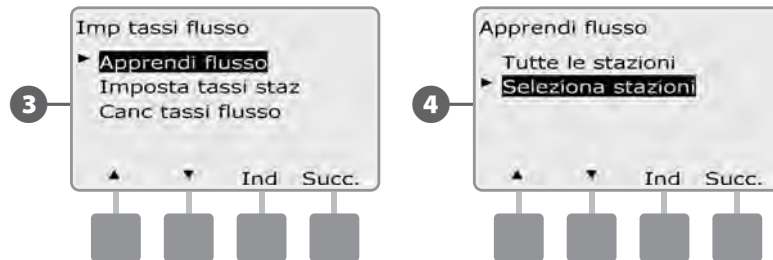 Imp tassi flusso
Apprendi flusso
Imposta tassi staz
Canc tassi flusso
Ind Succ.
3
Apprendi flusso
Tutte le stazioni
Seleziona stazioni
Ind Succ.
4